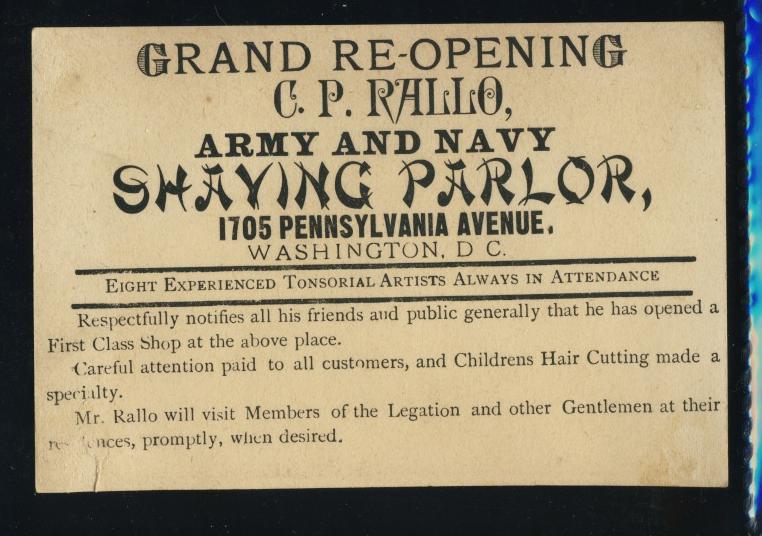 GRAND RE-OPENING
C. P. RALLO,
ARMY AND NAVY
SHAVING PARLOR,
1705 PENNSYLVANIA AVENUE.
WASHINGTON, D C.
EIGHT EXPERIENCED TONSORIAL ARTISTS ALWAYS IN ATTENDANCE
Respectfully notifies all his friends and public generally that he has opened a
First Class Shop at the above place.
Careful attention paid to all customers, and Childrens Hair Cutting made a
specialty.
Mr. Rallo will visit Members of the Legation and other Gentlemen at their
promptly, when desired.